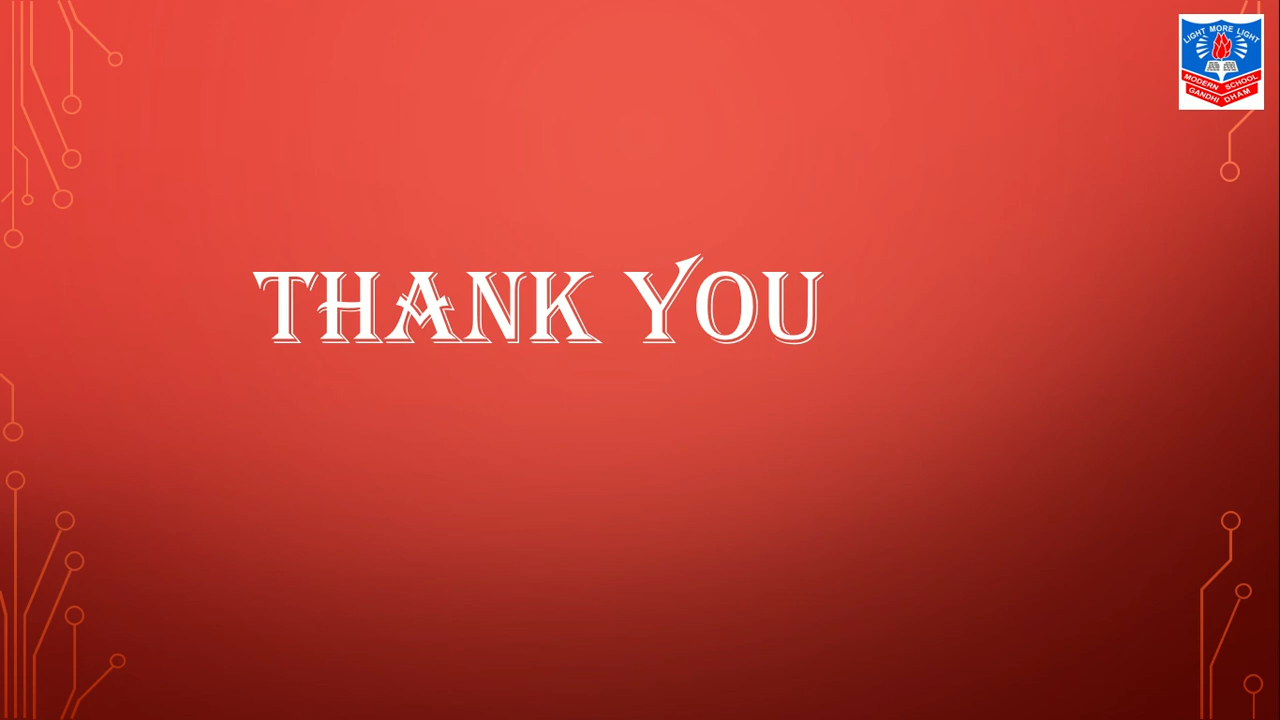 LIGHT MORE LIGHT
MODERN SCHOOL
GANDHI DHAM
THANK YOU